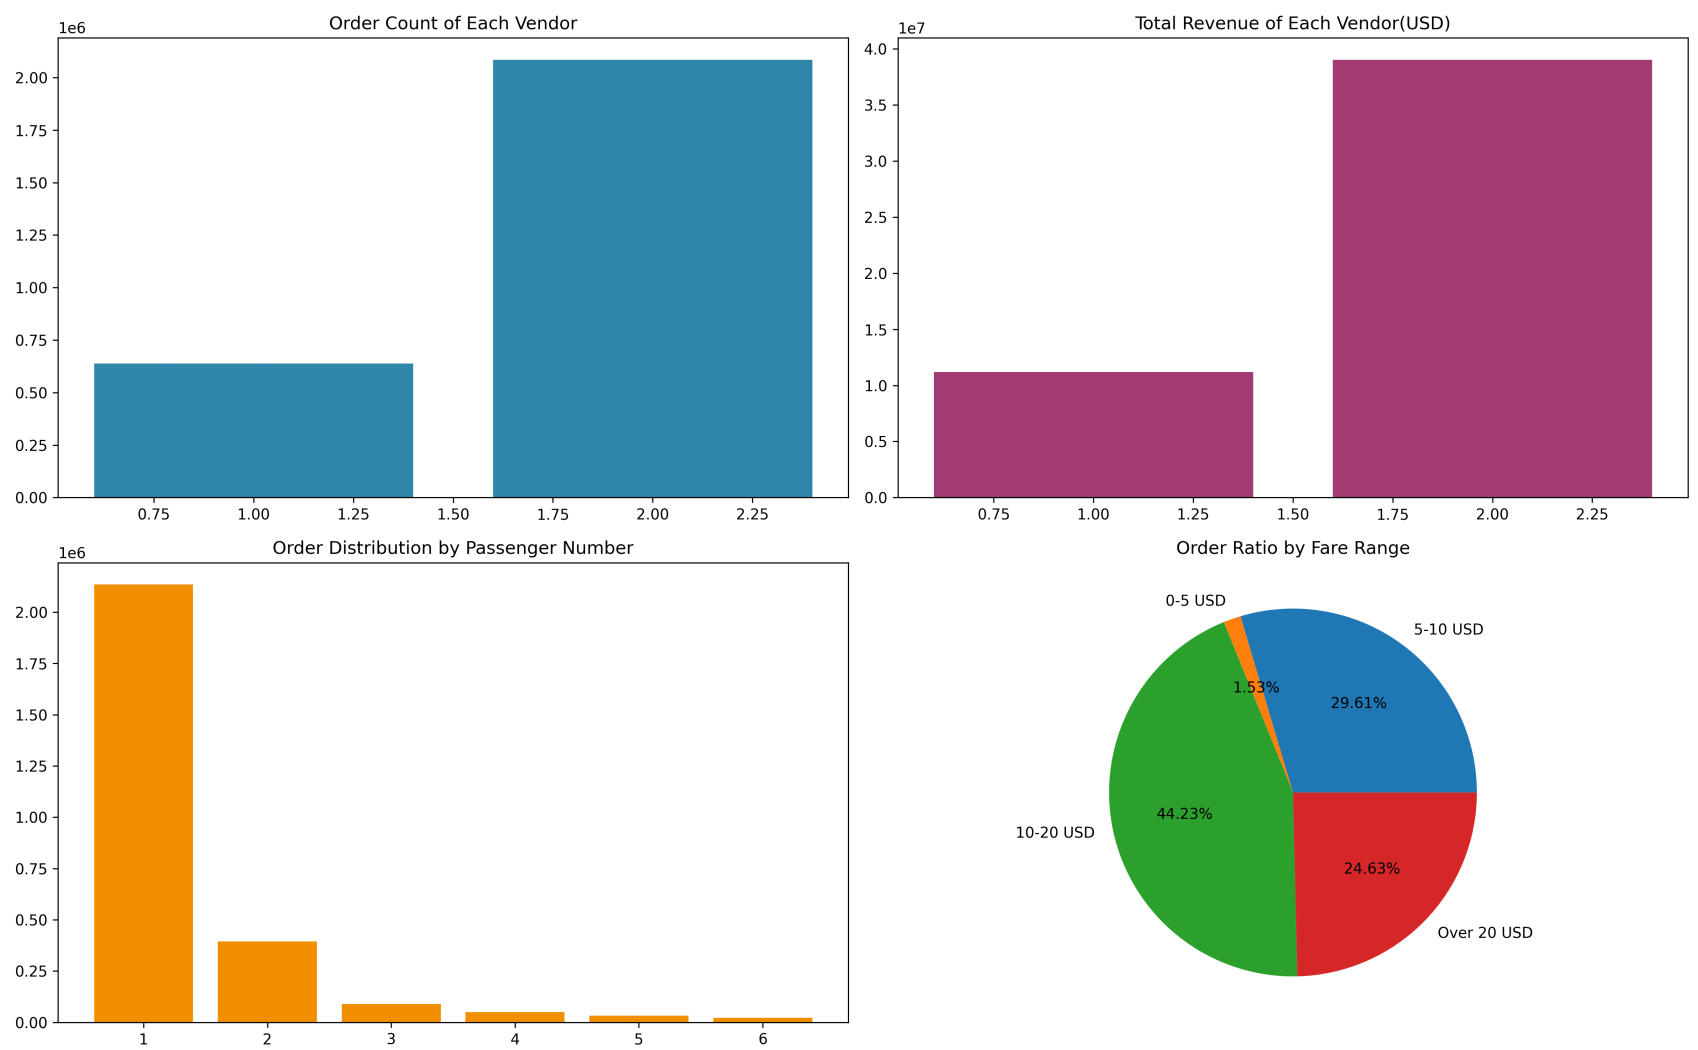 Order Count of Each Vendor
1e6
2.00
1.75
1.50
1.25
1.00
0.75
0.50
0.25
0.00
0.75 1.00 1.25 1.50 1.75 2.00 2.25
Total Revenue of Each Vendor(USD)
1e7
4.0
3.5
3.0
2.5
2.0
1.5
1.0
0.5
0.0
0.75 1.00 1.25 1.50 1.75 2.00 2.25
Order Distribution by Passenger Number
1e6
2.00
1.75
1.50
1.25
1.00
0.75
0.50
0.25
0.00
1 2 3 4 5 6
Order Ratio by Fare Range
0-5 USD
5-10 USD
1.53%
29.61%
44.23%
10-20 USD
24.63%
Over 20 USD